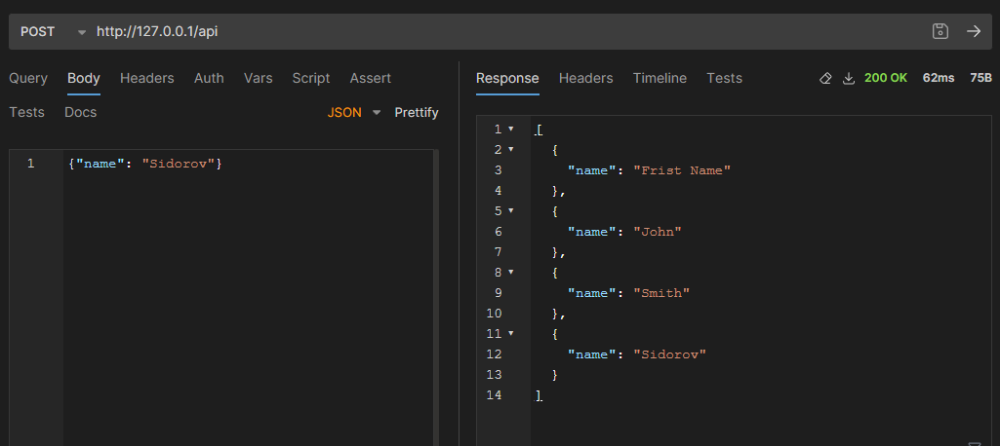 POST http://127.0.0.1/api
Query Body Headers Auth Vars Script Assert
Tests Docs JSON Prettify
1 {"name": "Sidorov"}
Response Headers Timeline Tests 200 OK 62ms 75B
1 [
2 {
3 "name": "Frist Name"
4 },
5 {
6 "name": "John"
7 },
8 {
9 "name": "Smith"
10 },
11 {
12 "name": "Sidorov"
13 }
14 ]